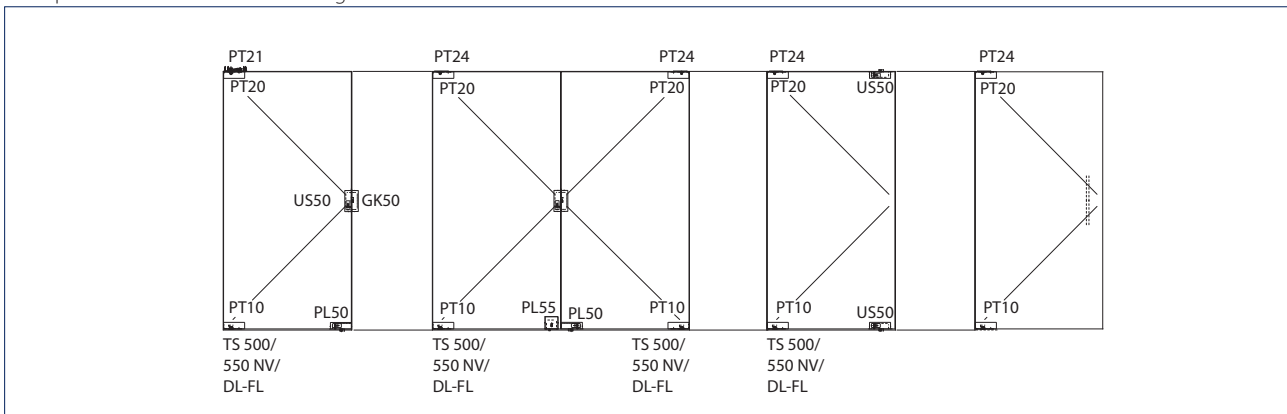 PT21 PT24 PT24 PT24 PT24
PT20 PT20 PT20 PT20 US50 PT20
US50 GK50
PT10 PL50 PT10 PL55 PL50 PT10 PT10 US50 PT10
TS 500/ TS 500/ TS 500/ TS 500/
550 NV/ 550 NV/ 550 NV/ 550 NV/
DL-FL DL-FL DL-FL DL-FL